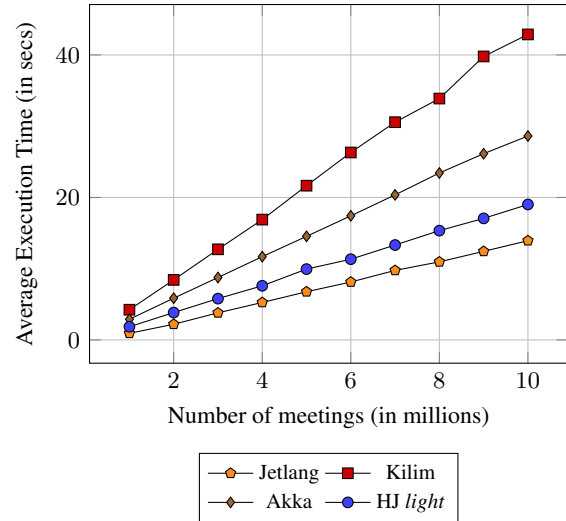 Average Execution Time (in secs)
40
20
0
2 4 6 8 10
Number of meetings (in millions)
Jetlang Kilim
Akka HJ light